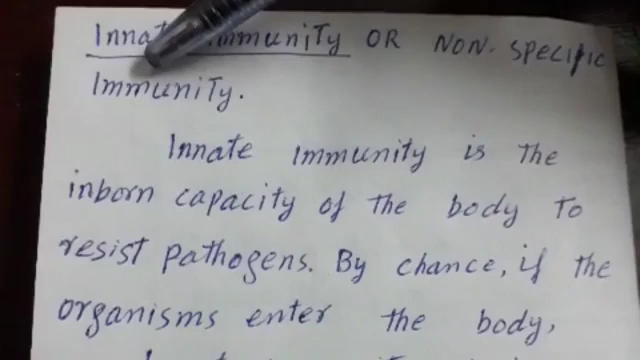 Innate Immunity OR NON-Specific
Immunity.
Innate Immunity is the
inborn capacity of the body to
resist pathogens. By chance, if the
organisms enter the body,